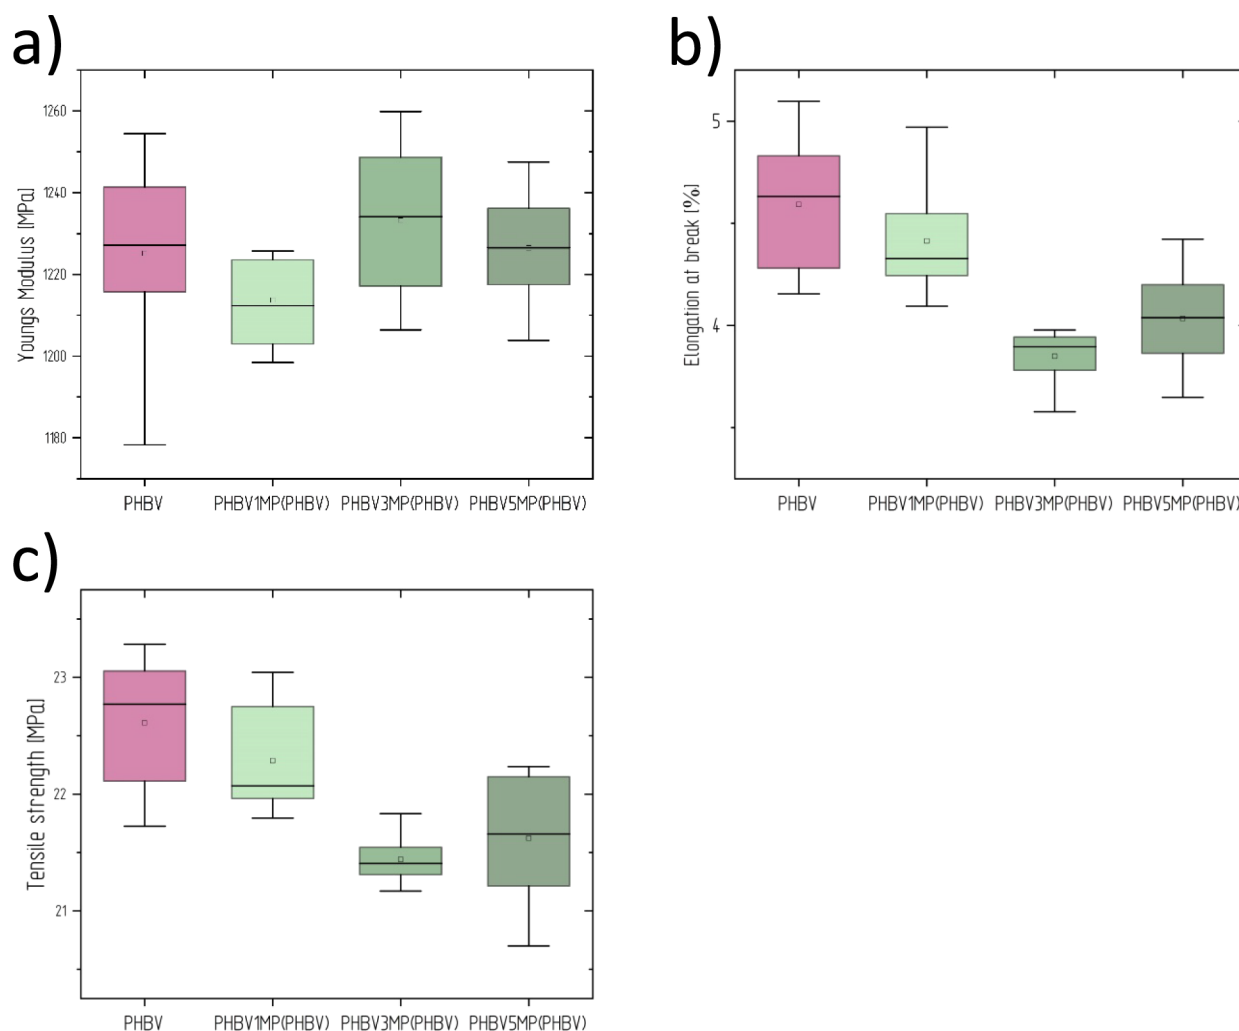 a)
Youngs Modulus [MPa]
1260
1240
1220
1200
1180
PHBV PHBV1MP(PHBV) PHBV3MP(PHBV) PHBV5MP(PHBV)
b)
Elongation at break [%]
5
4
PHBV PHBV1MP(PHBV) PHBV3MP(PHBV) PHBV5MP(PHBV)
c)
Tensile strength [MPa]
23
22
21
PHBV PHBV1MP(PHBV) PHBV3MP(PHBV) PHBV5MP(PHBV)